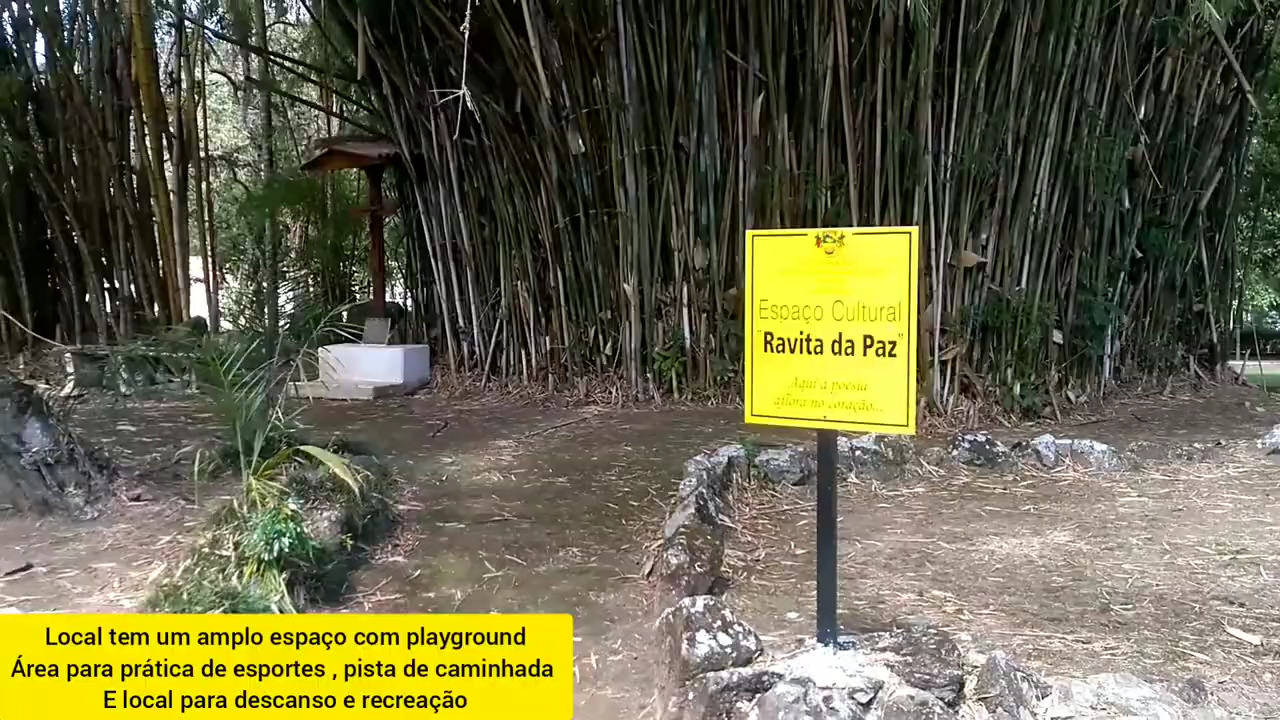 Espaço Cultural
"Ravita da Paz"
Aqui a poesia
aflora no coração...
Local tem um amplo espaço com playground
Área para prática de esportes , pista de caminhada
E local para descanso e recreação